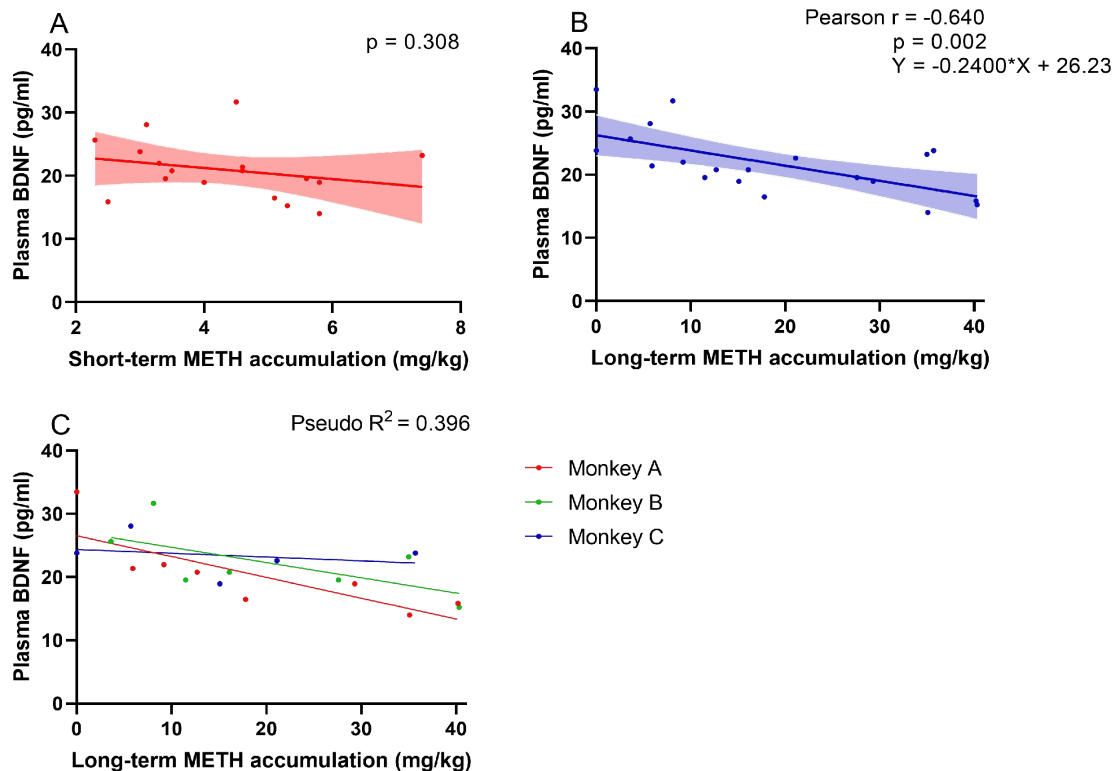 A
p = 0.308
Plasma BDNF (pg/ml)
40
30
20
10
0
2
4
6
8
Short-term METH accumulation (mg/kg)
B
Pearson r = -0.640
p = 0.002
Y = -0.2400*X + 26.23
Plasma BDNF (pg/ml)
40
30
20
10
0
0
10
20
30
40
Long-term METH accumulation (mg/kg)
C
Pseudo R² = 0.396
Plasma BDNF (pg/ml)
40
30
20
10
0
0
10
20
30
40
Long-term METH accumulation (mg/kg)
Monkey A
Monkey B
Monkey C